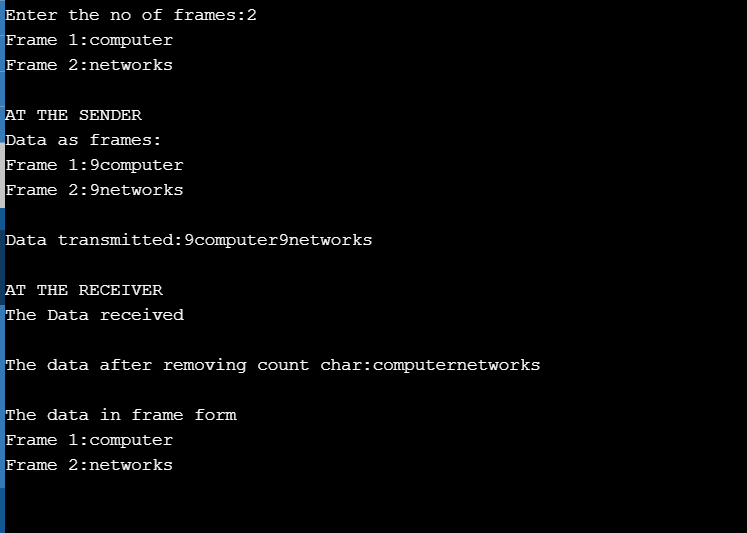 Enter the no of frames:2
Frame 1:computer
Frame 2:networks
AT THE SENDER
Data as frames:
Frame 1:9computer
Frame 2:9networks
Data transmitted:9computer9networks
AT THE RECEIVER
The Data received
The data after removing count char:computernetworks
The data in frame form
Frame 1:computer
Frame 2:networks